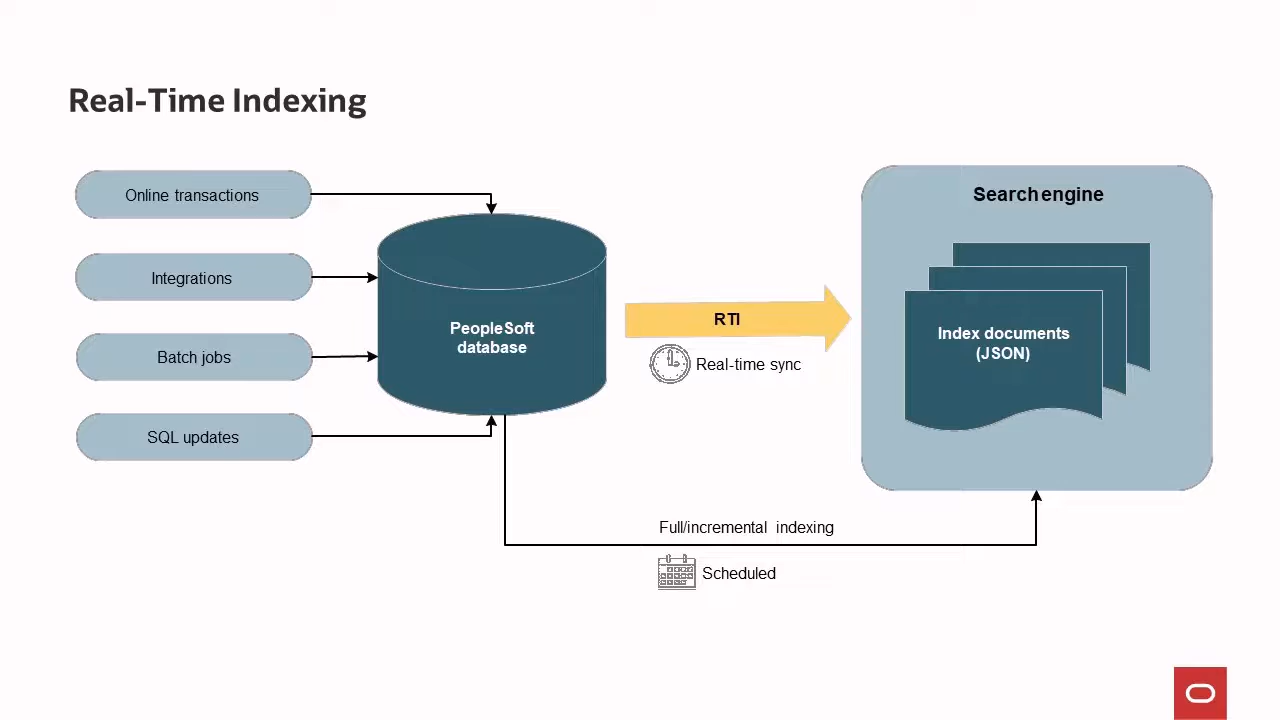 Real-Time Indexing
Online transactions
Integrations
Batch jobs
SQL updates
PeopleSoft
database
RTI
Real-time sync
Search engine
Index documents
(JSON)
Full/incremental indexing
Scheduled